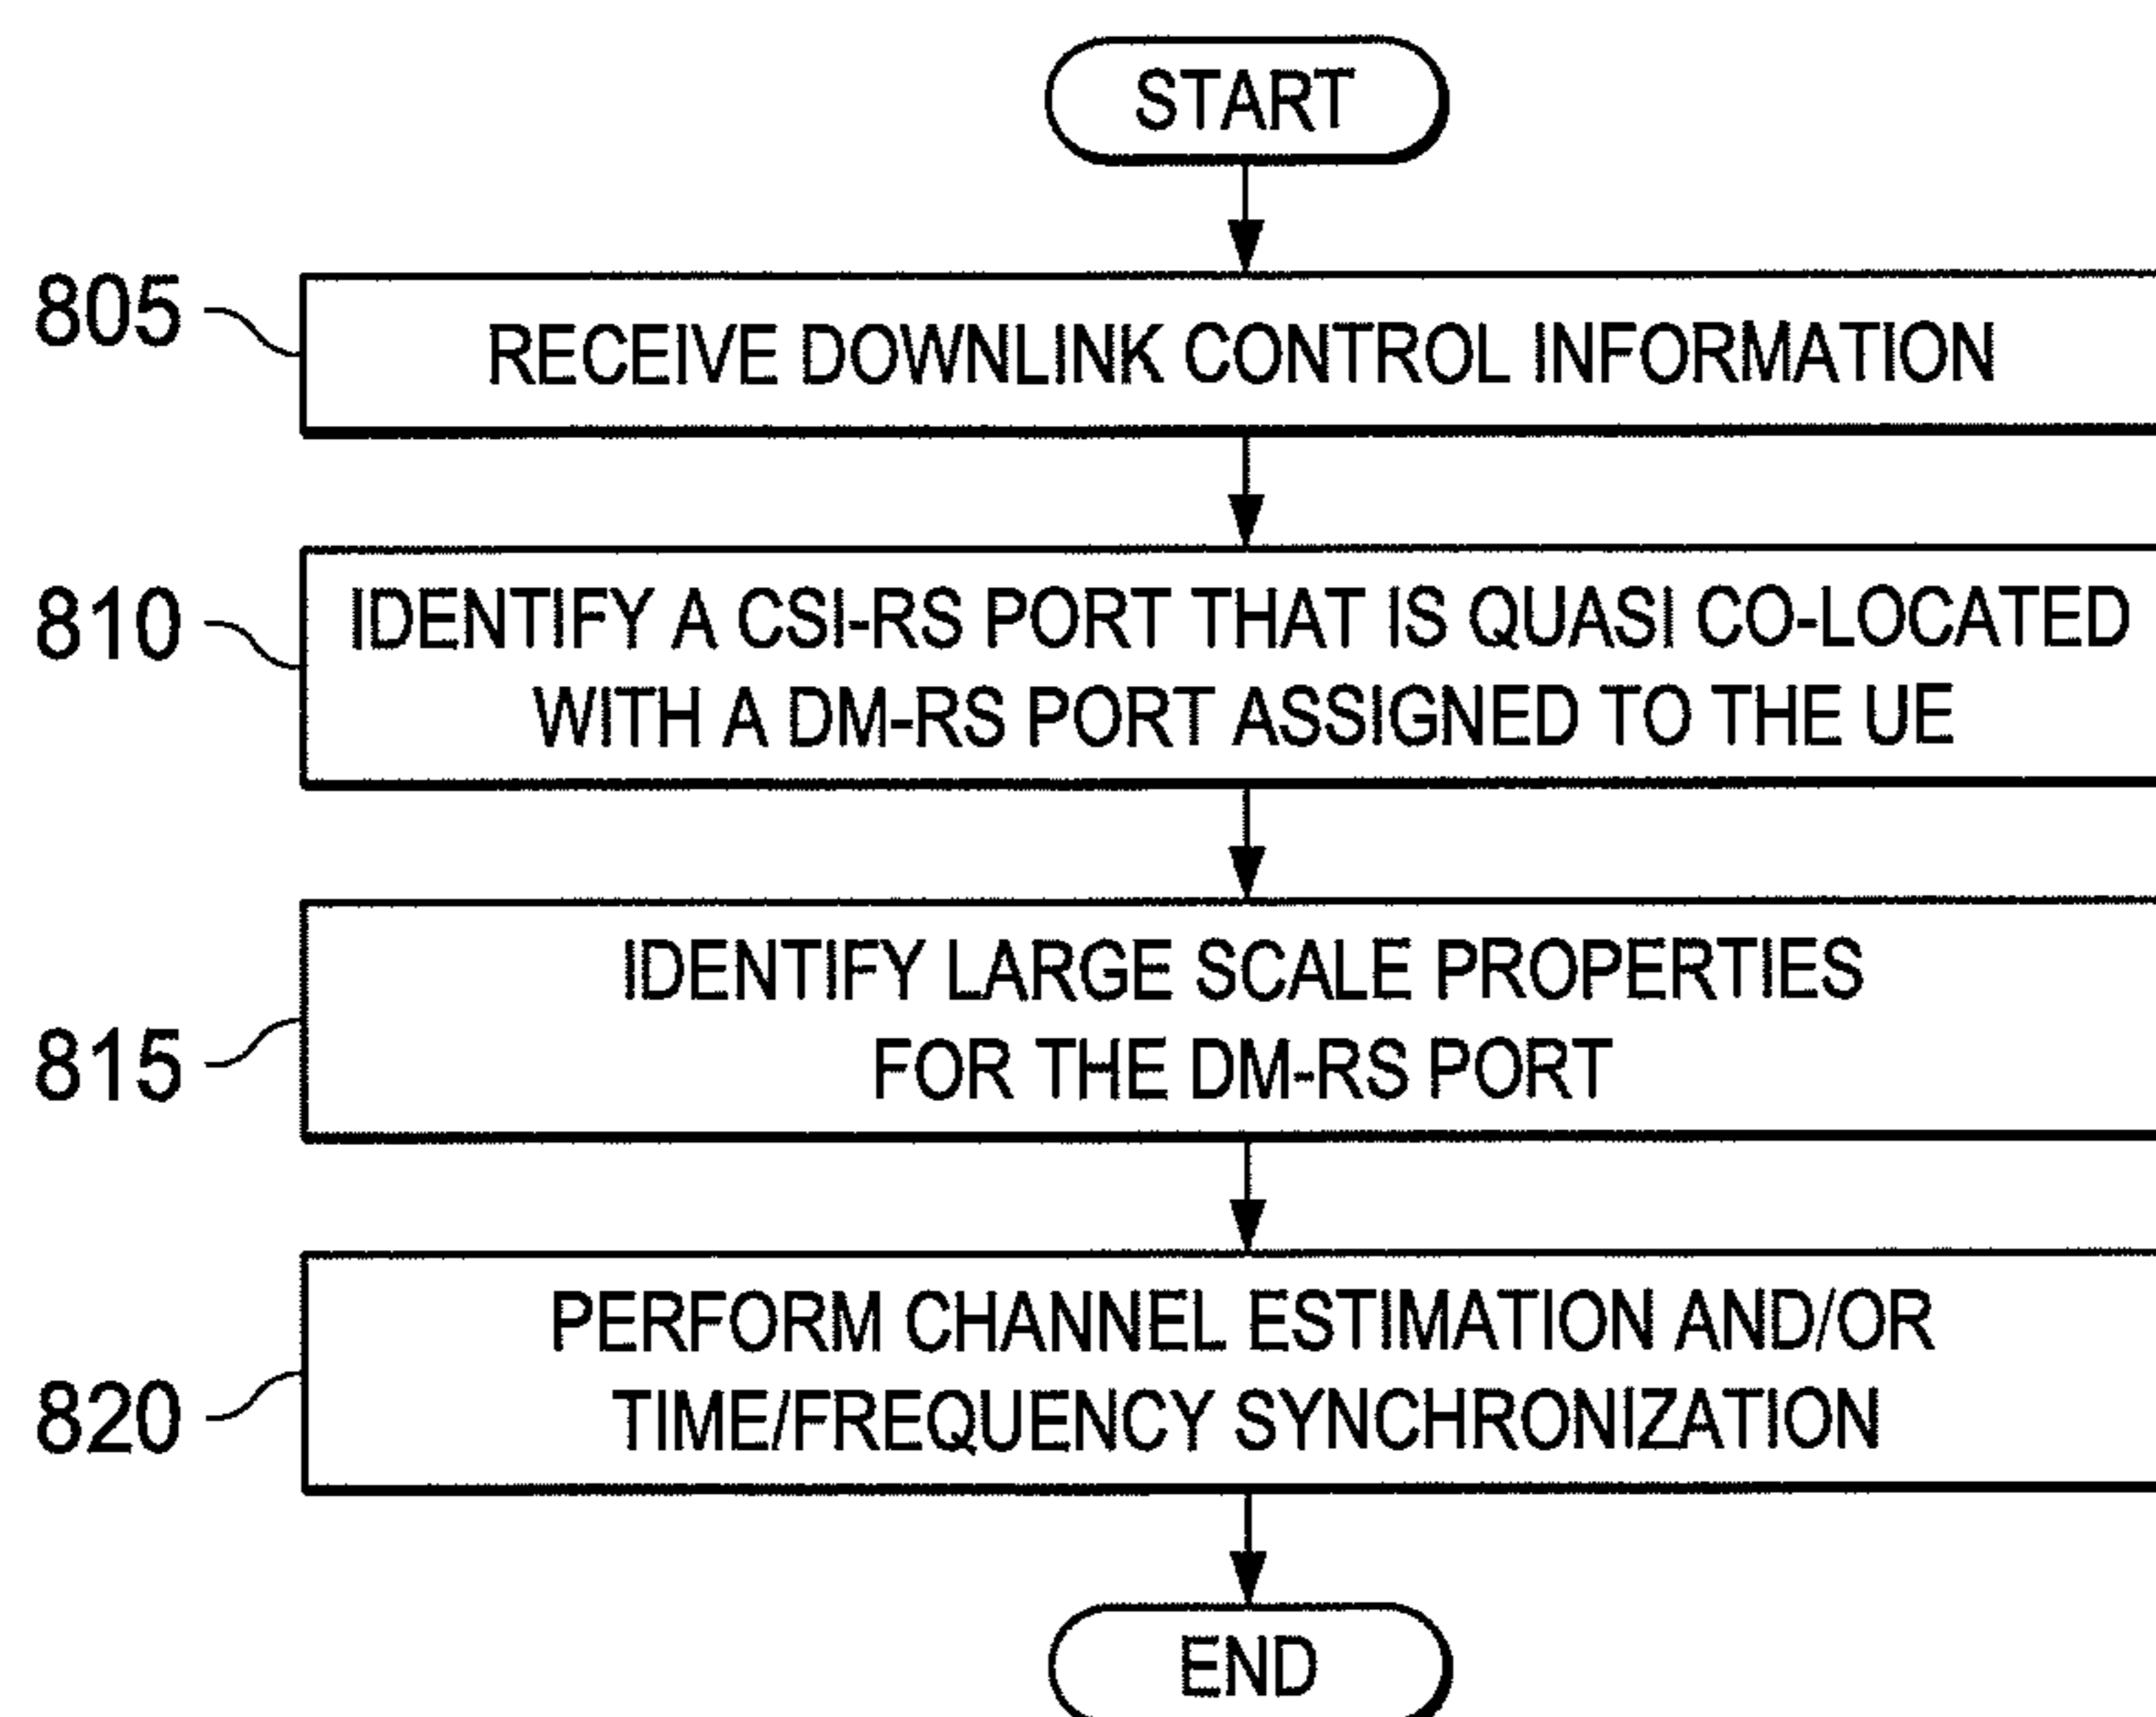 START
805
RECEIVE DOWNLINK CONTROL INFORMATION
810
IDENTIFY A CSI-RS PORT THAT IS QUASI CO-LOCATED
WITH A DM-RS PORT ASSIGNED TO THE UE
IDENTIFY LARGE SCALE PROPERTIES
815
FOR THE DM-RS PORT
PERFORM CHANNEL ESTIMATION AND/OR
820
TIME/FREQUENCY SYNCHRONIZATION
END